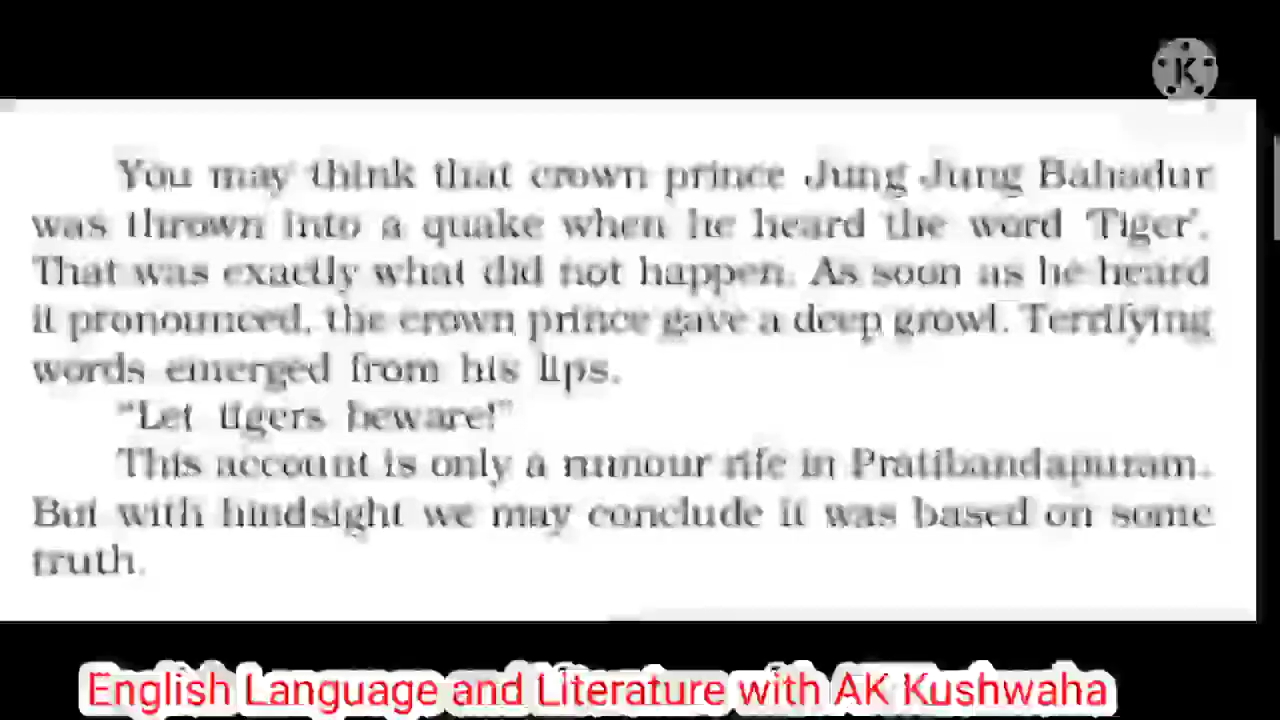 K
You may think that crown prince Jung Jung Bahadur
was thrown into a quake when he heard the word 'Tiger'.
That was exactly what did not happen. As soon as he heard
it pronounced, the crown prince gave a deep growl. Terrifying
words emerged from his lips.
“Let tigers beware!”
This account is only a rumour rife in Pratibandapuram.
But with hindsight we may conclude it was based on some
truth.
English Language and Literature with AK Kushwaha